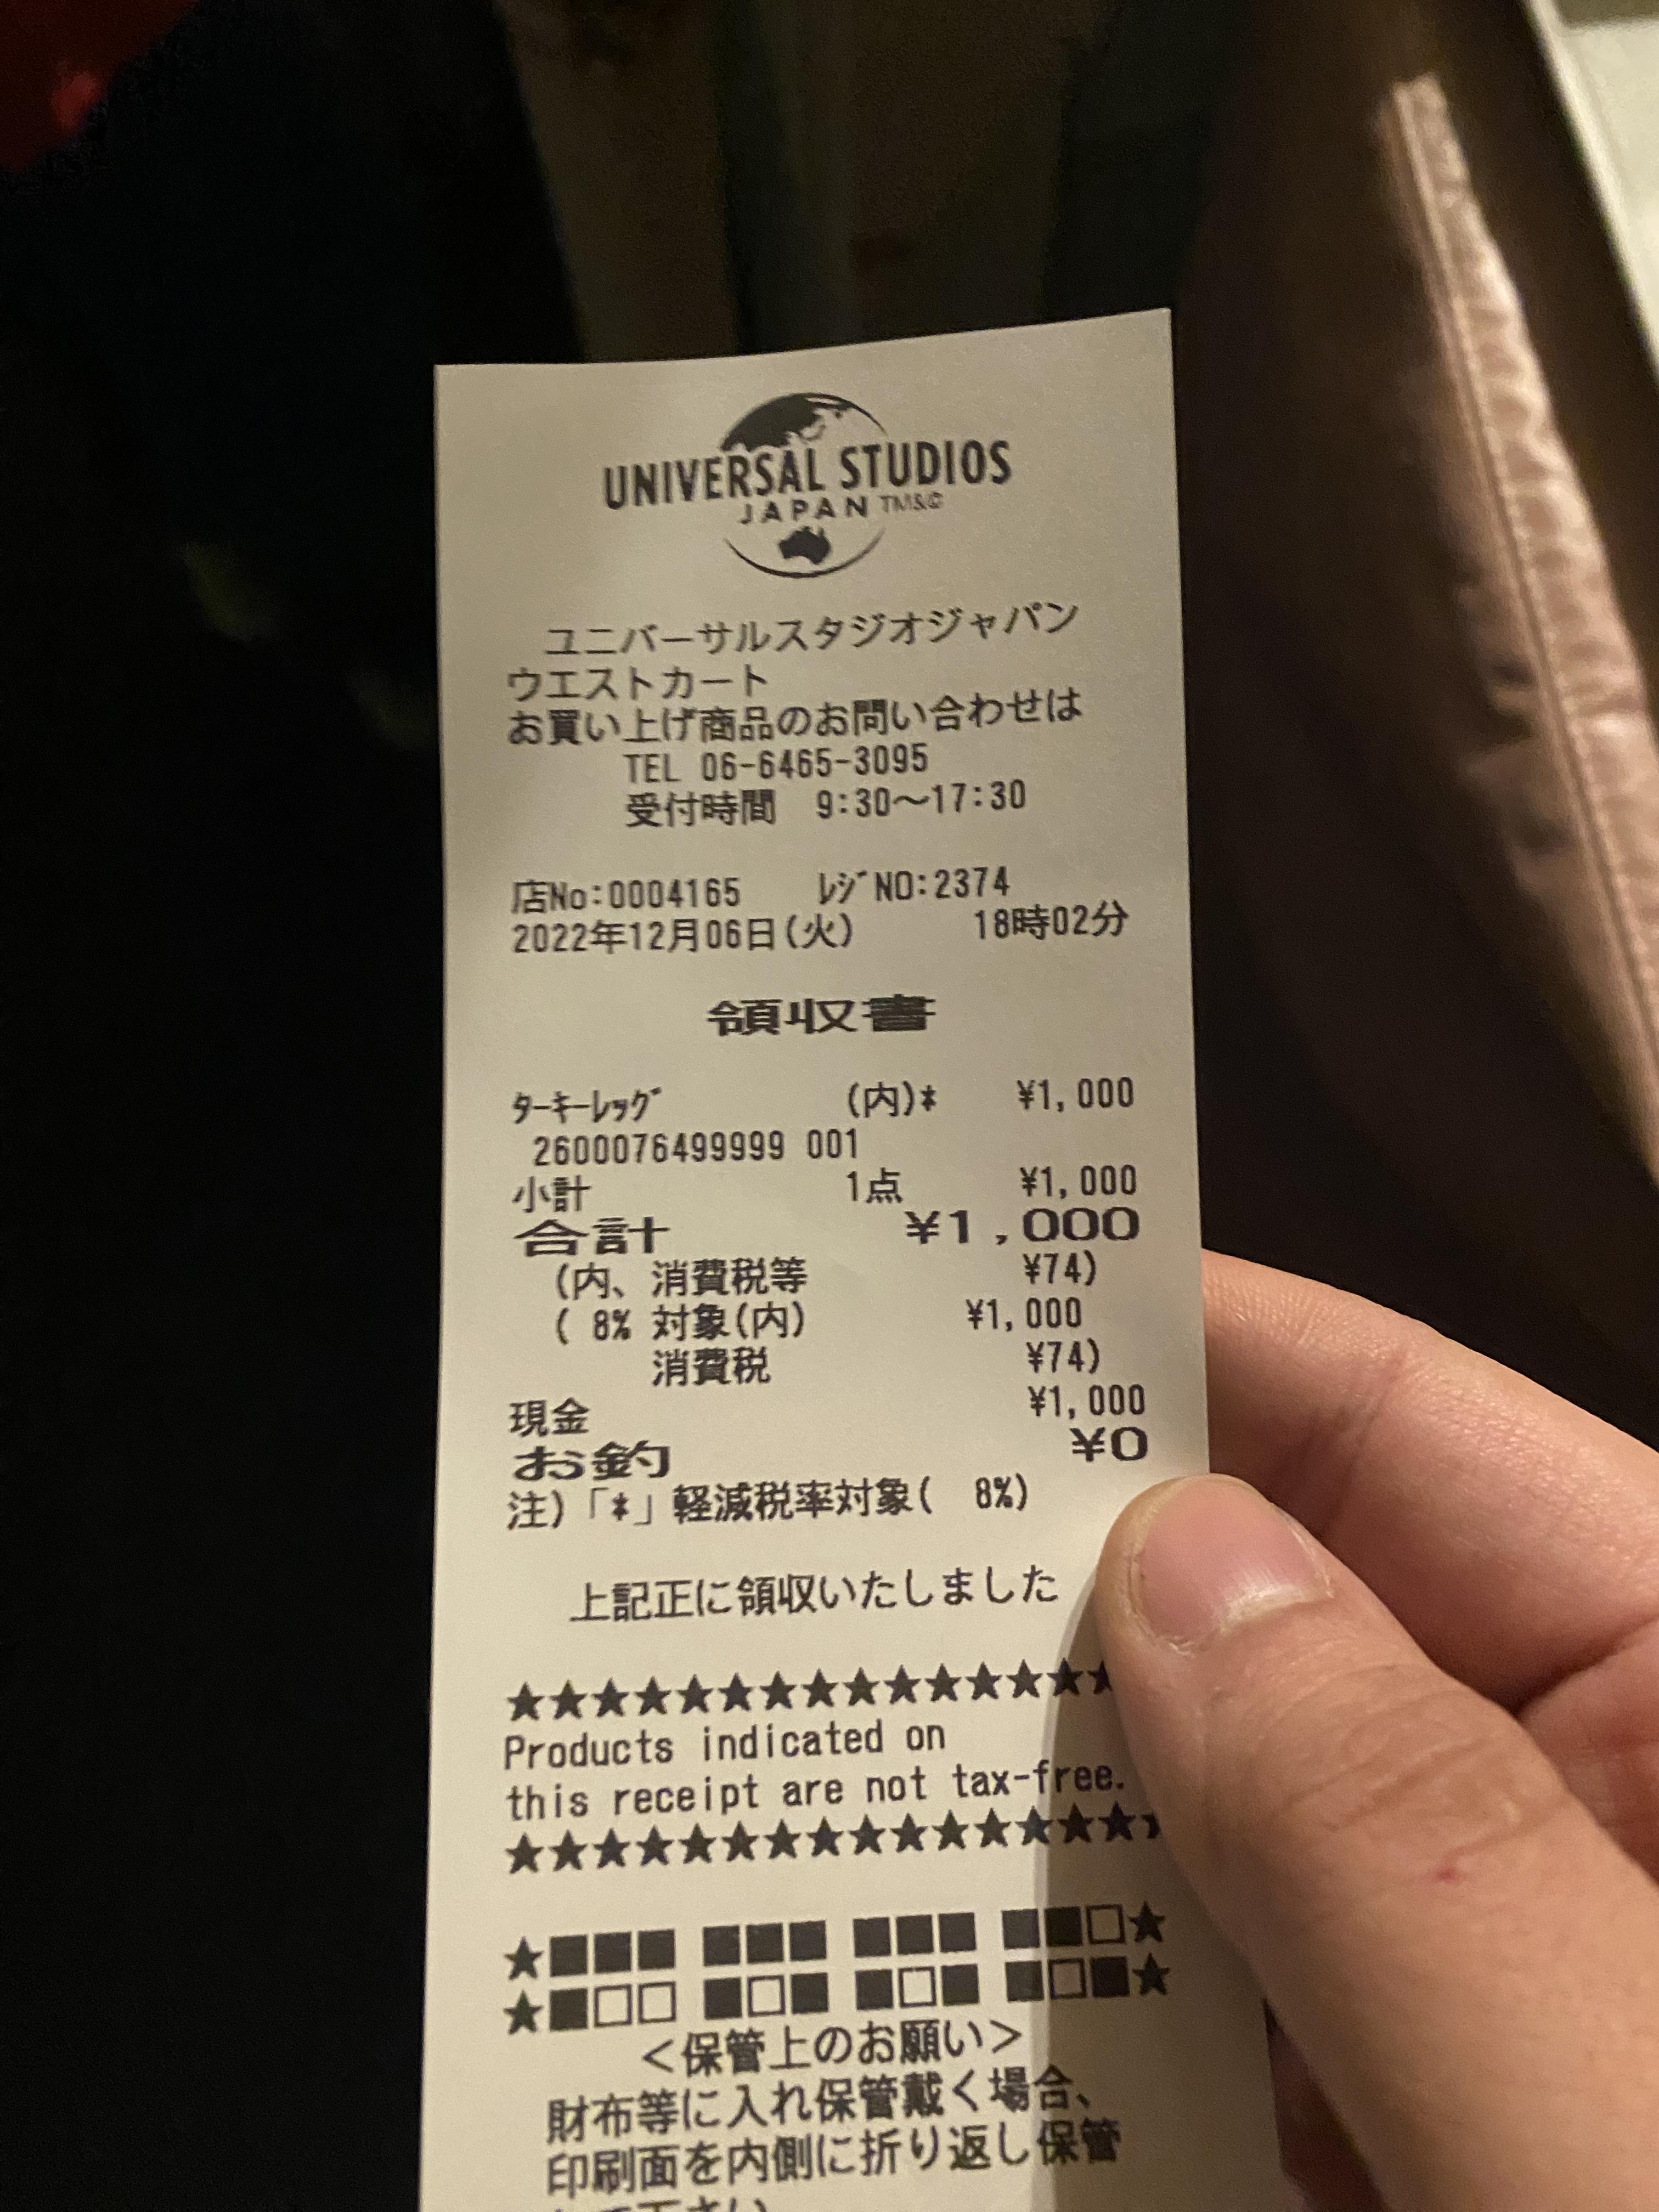 UNIVERSAL STUDIOS
JAPAN TM&©
ユニバーサルスタジオジャパン
ウエストカート
お買い上げ商品のお問い合わせは
TEL 06-6465-3095
受付時間 9:30～17:30
店No:0004165 ﾚｼﾞNO:2374
2022年12月06日(火) 18時02分
領収書
ﾀｰｷｰﾚｯｸﾞ (内)* ¥1,000
2600076499999 001
小計 1点 ¥1,000
合計 ¥1,000
(内、消費税等 ¥74)
( 8% 対象(内) ¥1,000
消費税 ¥74)
現金 ¥1,000
お釣 ¥0
注)「*」軽減税率対象( 8%)
上記正に領収いたしました
★★★★★★★★★★★★★★★
Products indicated on
this receipt are not tax-free.
★★★★★★★★★★★★★★★★
★■■■ ■■■ ■■■ ■■□★
★■□□ ■□■ ■□■ ■□■★
＜保管上のお願い＞
財布等に入れ保管戴く場合、
印刷面を内側に折り返し保管